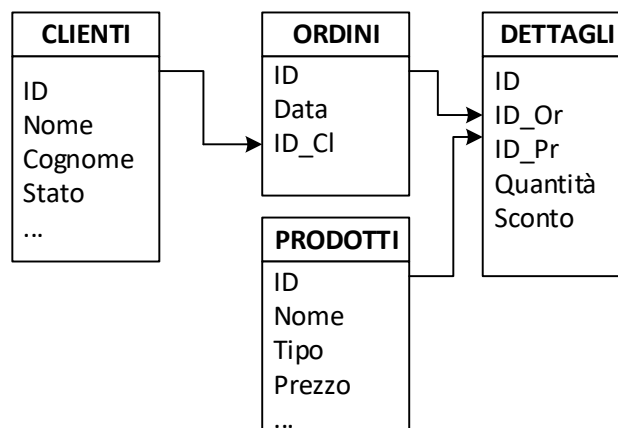 CLIENTI
ID
Nome
Cognome
Stato
...
ORDINI
ID
Data
ID_Cl
DETTAGLI
ID
ID_Or
ID_Pr
Quantità
Sconto
PRODOTTI
ID
Nome
Tipo
Prezzo
...